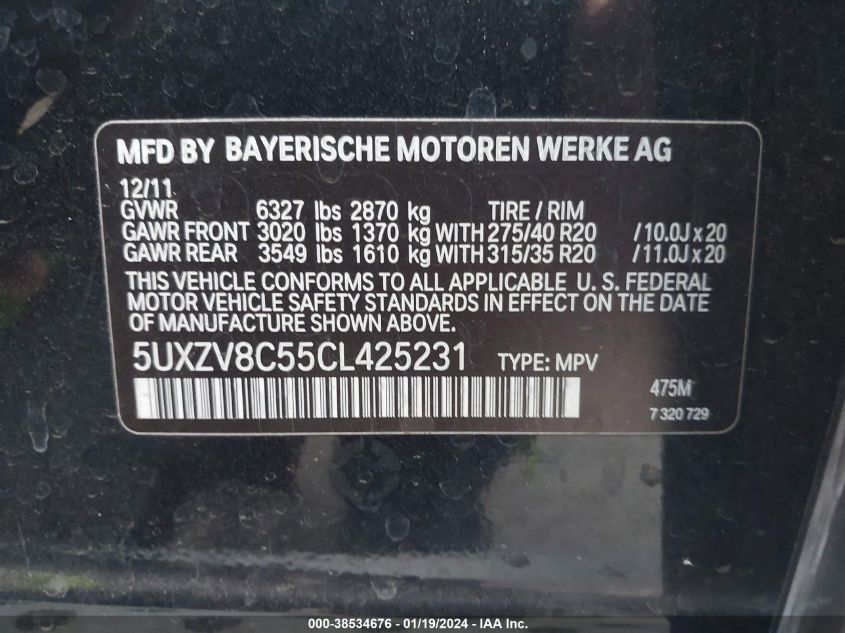 MFD BY BAYERISCHE MOTOREN WERKE AG
12/11
GVWR 6327 lbs 2870 kg TIRE / RIM
GAWR FRONT 3020 lbs 1370 kg WITH 275/40 R20 /10.0J x 20
GAWR REAR 3549 lbs 1610 kg WITH 315/35 R20 /11.0J x 20
THIS VEHICLE CONFORMS TO ALL APPLICABLE U. S. FEDERAL
MOTOR VEHICLE SAFETY STANDARDS IN EFFECT ON THE DATE
OF MANUFACTURE SHOWN ABOVE.
5UXZV8C55CL425231 TYPE: MPV
475M
7 320 729
000-38534676 - 01/19/2024 - IAA Inc.